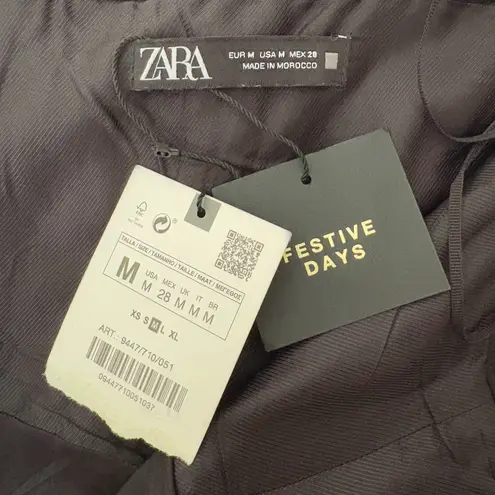 ZARA
EUR M USA M MEX 28
MADE IN MOROCCO
FESTIVE
DAYS
FSC
TALLA/SIZE/TAMANHO/TAILLE/MAAT/ΜΕΓΕΘΟΣ
M
USA MEX UK IT BR
M 28 M M M
XS S M L XL
ART. 9447/710/051
09447710051037